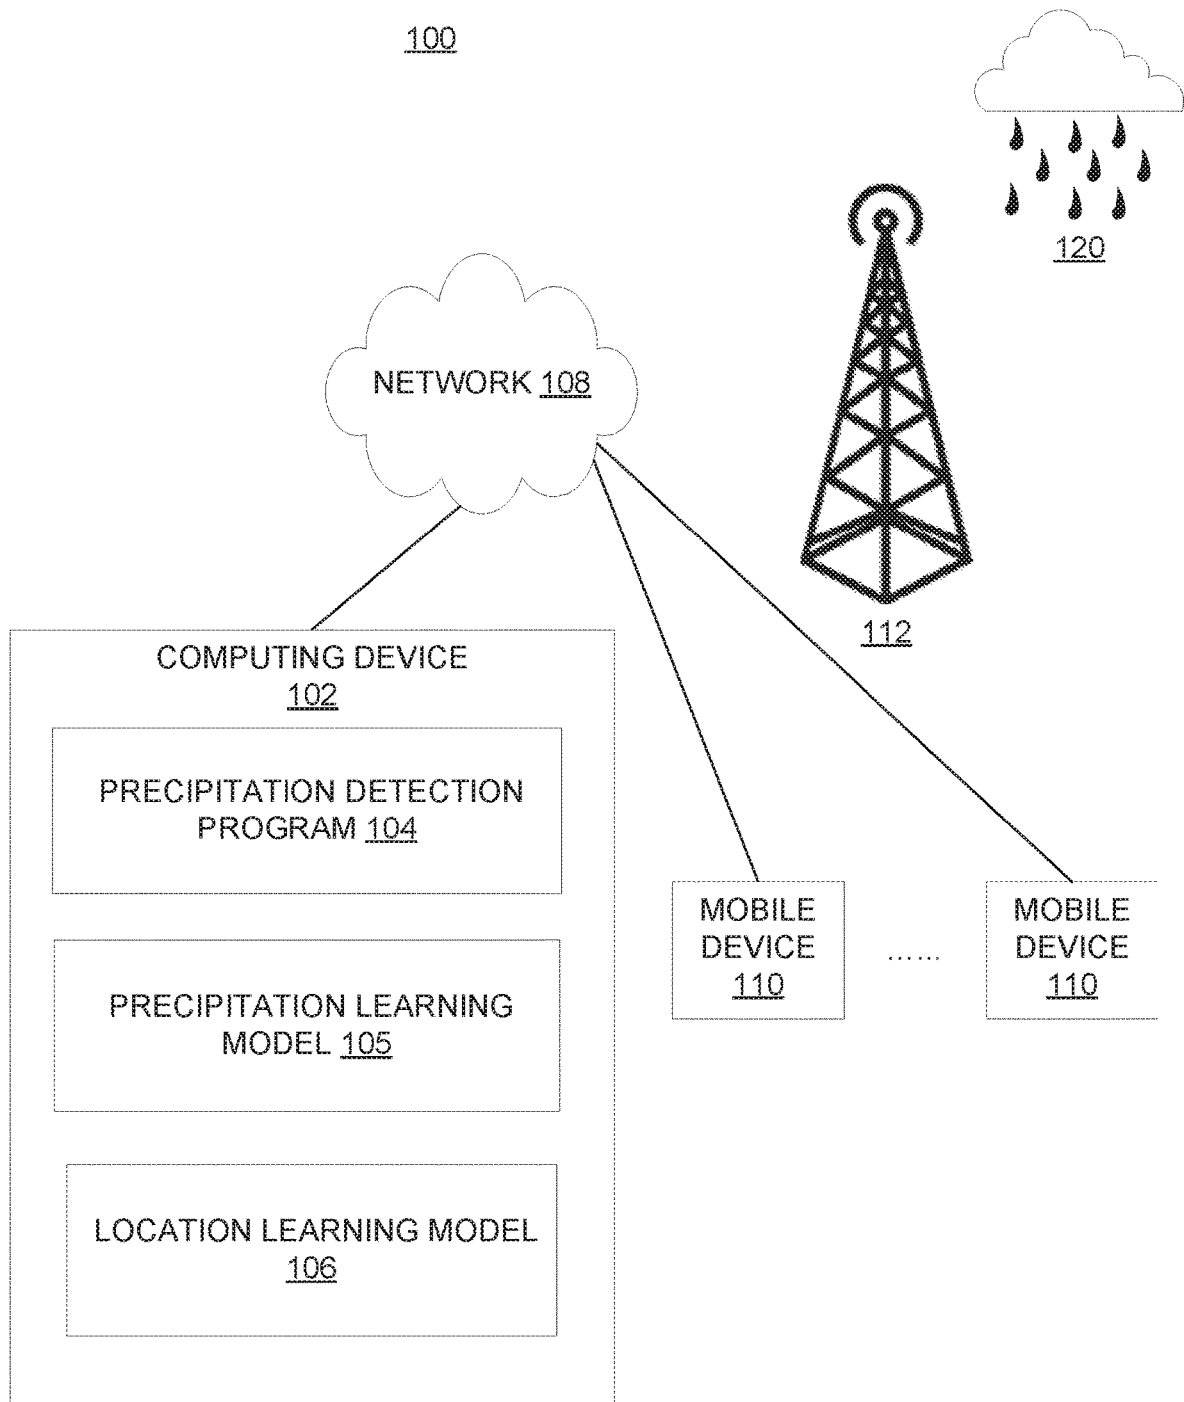 100
120
NETWORK 108
112
COMPUTING DEVICE
102
PRECIPITATION DETECTION
PROGRAM 104
PRECIPITATION LEARNING
MODEL 105
LOCATION LEARNING MODEL
106
MOBILE
DEVICE
110
......
MOBILE
DEVICE
110